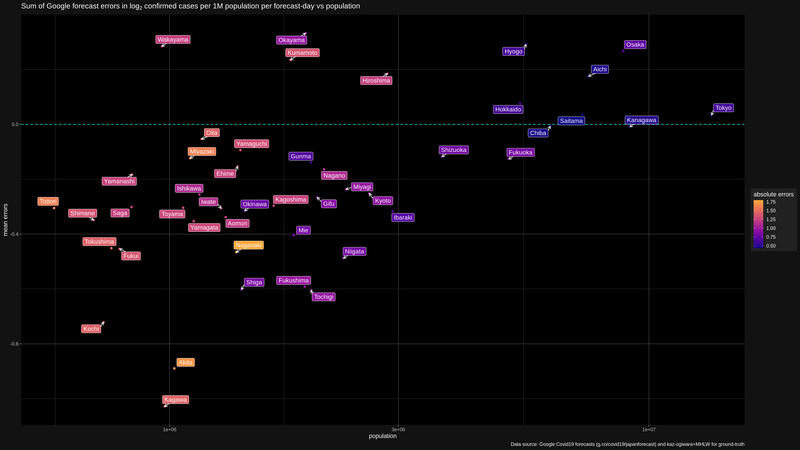 Sum of Google forecast errors in log2 confirmed cases per 1M population per forecast-day vs population
Wakayama
Okayama
Kumamoto
Hiroshima
Hyogo
Osaka
Aichi
Hokkaido
Tokyo
Saitama
Kanagawa
Chiba
0.0
Oita
Miyazaki
Yamaguchi
Gunma
Shizuoka
Fukuoka
Ehime
Nagano
Yamanashi
Ishikawa
Miyagi
Tottori
Iwate
Okinawa
Kagoshima
Gifu
Kyoto
Shimane
Saga
Toyama
Ibaraki
Yamagata
Aomori
Mie
-0.4
Tokushima
Nagasaki
Fukui
Niigata
Shiga
Fukushima
Tochigi
Kochi
-0.8
Akita
Kagawa
mean errors
1e+06
3e+06
1e+07
population
absolute errors
1.75
1.50
1.25
1.00
0.75
0.50
Data source: Google Covid19 forecasts (g.co/covid19/japanforecast) and kaz-ogiwara+MHLW for ground-truth